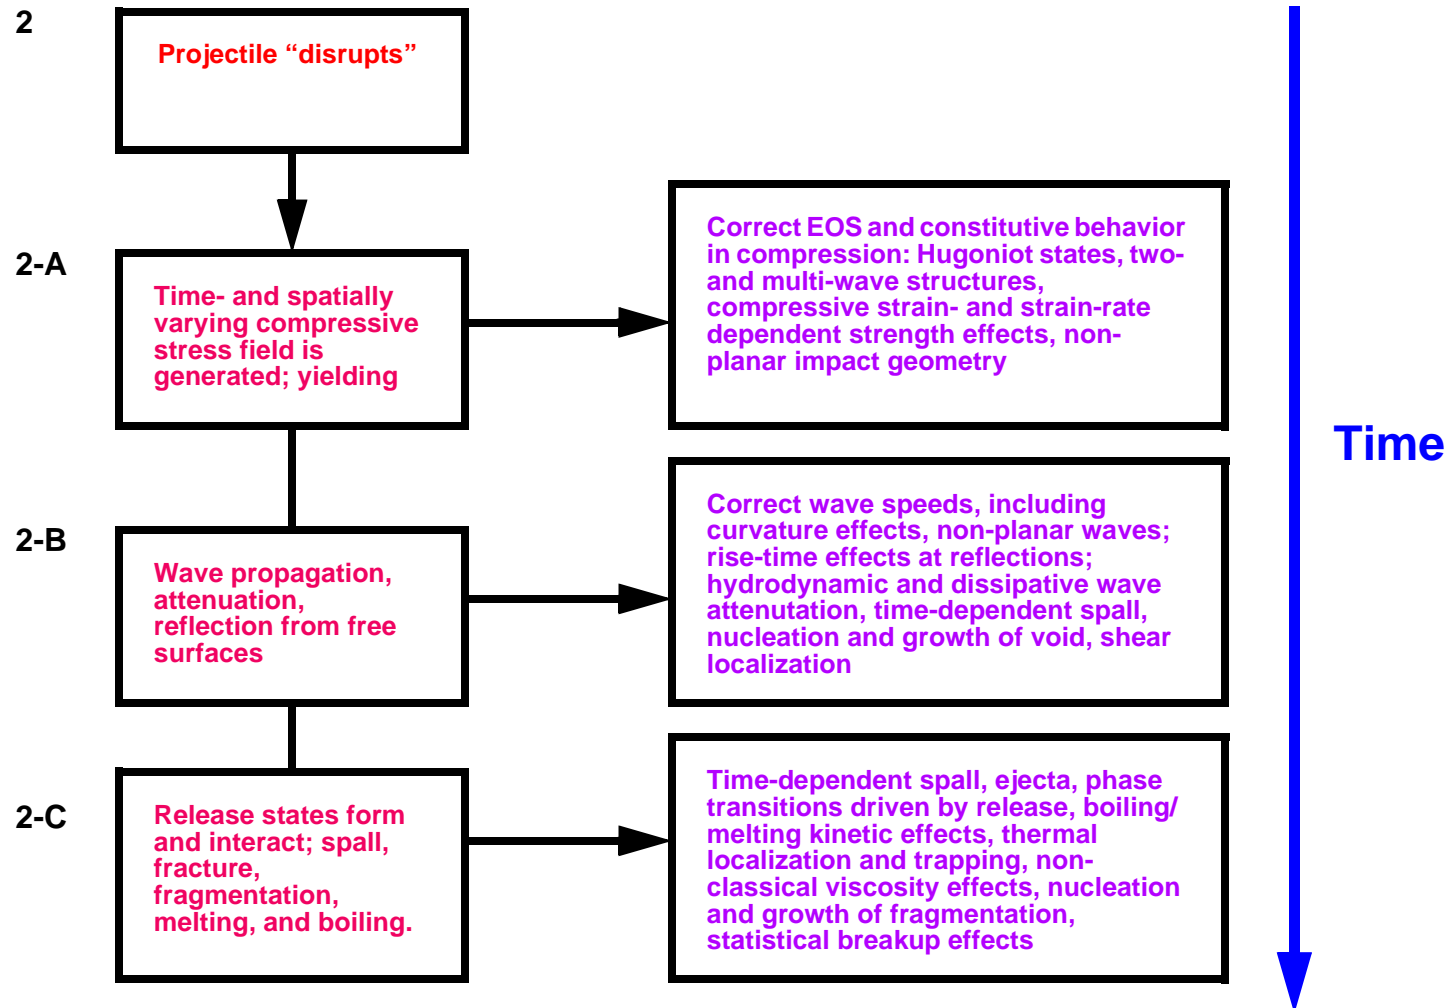 2
Projectile “disrupts”
2-A
Time- and spatially
varying compressive
stress field is
generated; yielding
Correct EOS and constitutive behavior
in compression: Hugoniot states, two-
and multi-wave structures,
compressive strain- and strain-rate
dependent strength effects, non-
planar impact geometry
Time
2-B
Wave propagation,
attenuation,
reflection from free
surfaces
Correct wave speeds, including
curvature effects, non-planar waves;
rise-time effects at reflections;
hydrodynamic and dissipative wave
attenutation, time-dependent spall,
nucleation and growth of void, shear
localization
2-C
Release states form
and interact; spall,
fracture,
fragmentation,
melting, and boiling.
Time-dependent spall, ejecta, phase
transitions driven by release, boiling/
melting kinetic effects, thermal
localization and trapping, non-
classical viscosity effects, nucleation
and growth of fragmentation,
statistical breakup effects